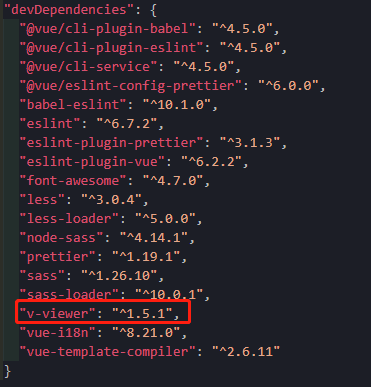 "devDependencies": {
"@vue/cli-plugin-babel": "^4.5.0",
"@vue/cli-plugin-eslint": "^4.5.0",
"@vue/cli-service": "^4.5.0",
"@vue/eslint-config-prettier": "^6.0.0",
"babel-eslint": "^10.1.0",
"eslint": "^6.7.2",
"eslint-plugin-prettier": "^3.1.3",
"eslint-plugin-vue": "^6.2.2",
"font-awesome": "^4.7.0",
"less": "^3.0.4",
"less-loader": "^5.0.0",
"node-sass": "^4.14.1",
"prettier": "^1.19.1",
"sass": "^1.26.10",
"sass-loader": "^10.0.1",
"v-viewer": "^1.5.1",
"vue-i18n": "^8.21.0",
"vue-template-compiler": "^2.6.11"
}